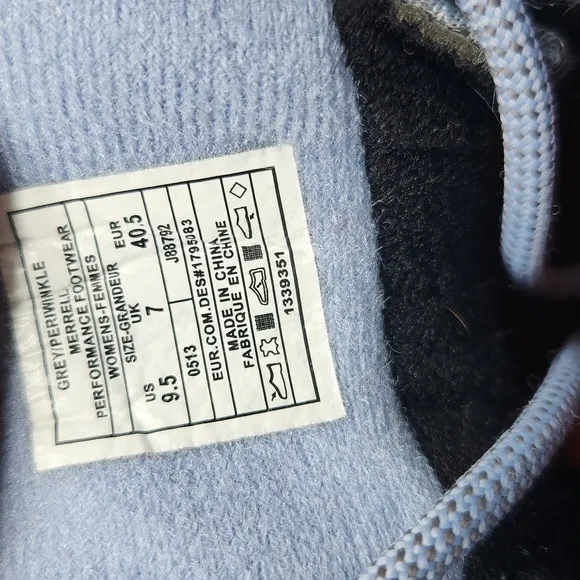 GREY/PERIWINKLE
MERRELL
PERFORMANCE FOOTWEAR
WOMENS-FEMMES
SIZE-GRANDEUR
US UK EUR
9.5 7 40.5
0513 J88792
EUR.COM.DES#1795083
MADE IN CHINA
FABRIQUE EN CHINE
1339351